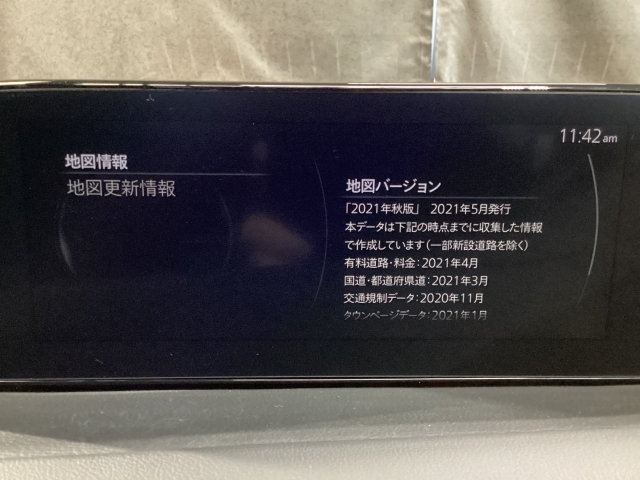 11:42am
地図情報
地図更新情報
地図バージョン
「2021年秋版」 2021年5月発行
本データは下記の時点までに収集した情報
で作成しています(一部新設道路を除く)
有料道路・料金:2021年4月
国道・都道府県道:2021年3月
交通規制データ:2020年11月
タウンページデータ:2021年1月